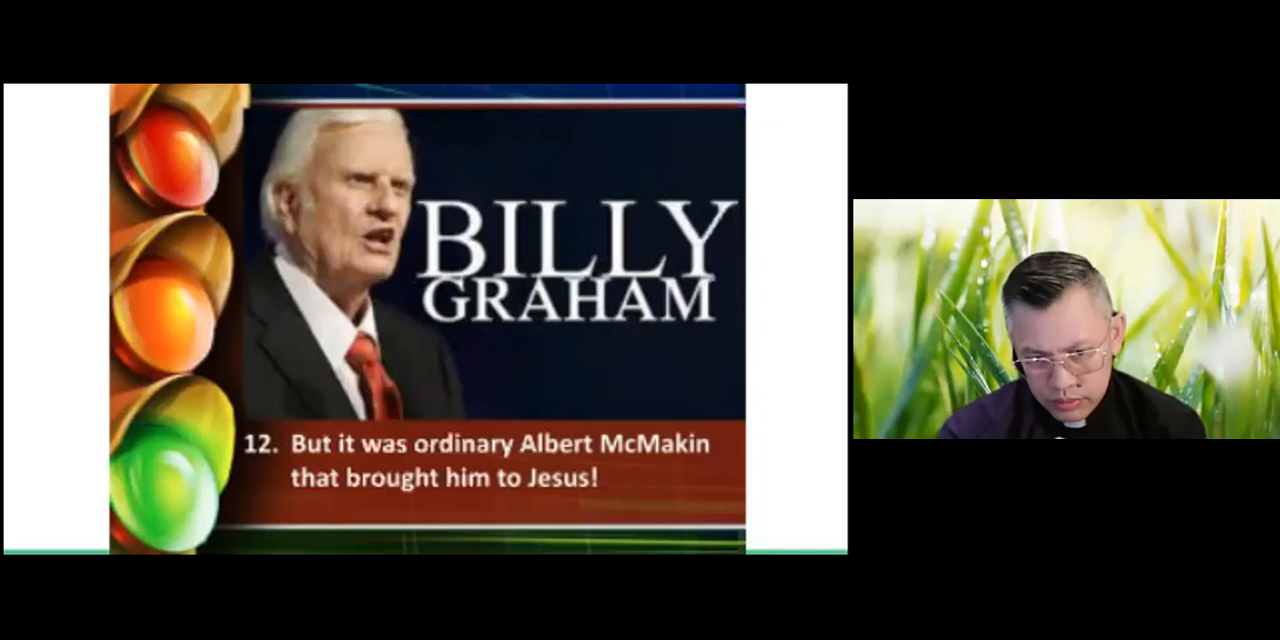 BILLY
GRAHAM
12. But it was ordinary Albert McMakin
that brought him to Jesus!